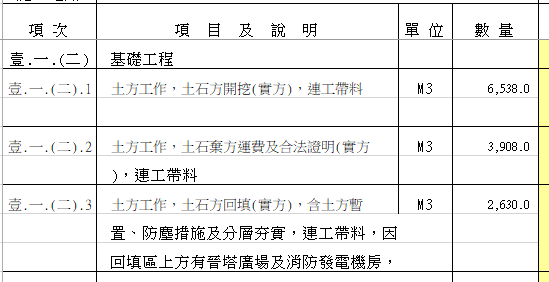 項次 項目及說明 單位 數量
壹.一.(二) 基礎工程
壹.一.(二).1 土方工作，土石方開挖(實方)，連工帶料 M3 6,538.0
壹.一.(二).2 土方工作，土石棄方運費及合法證明(實方 M3 3,908.0
)，連工帶料
壹.一.(二).3 土方工作，土石方回填(實方)，含土方暫 M3 2,630.0
置、防塵措施及分層夯實，連工帶料，因
回填區上方有晉塔廣場及消防發電機房，